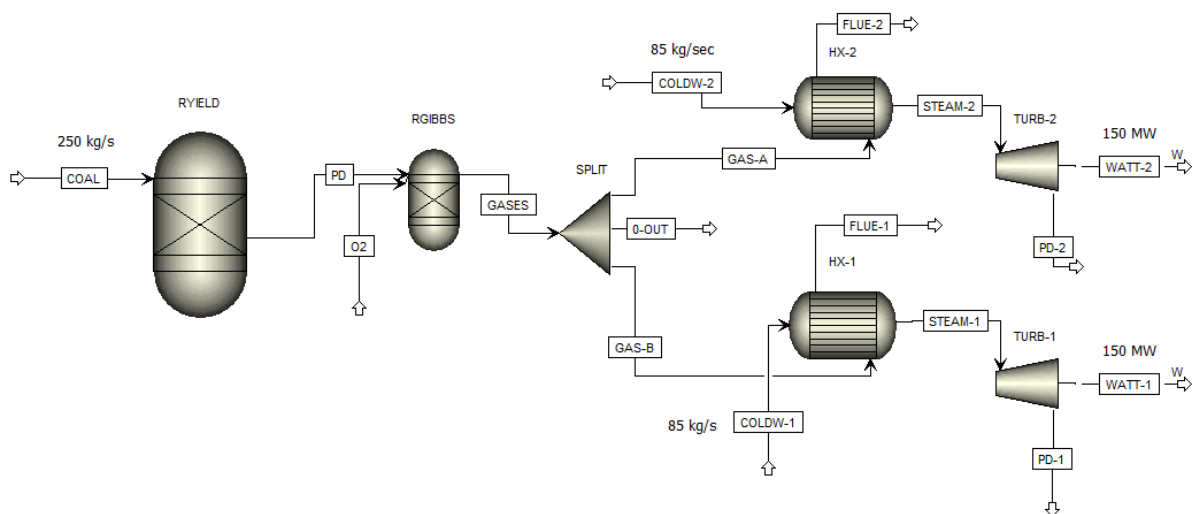 FLUE-2
85 kg/sec
HX-2
COLDW-2
RYIELD
STEAM-2
TURB-2
250 kg/s
150 MW
W
GAS-A
WATT-2
SPLIT
COAL
PD
RGIBBS
GASES
0-OUT
FLUE-1
O2
HX-1
PD-2
STEAM-1
TURB-1
GAS-B
150 MW
W
WATT-1
85 kg/s
COLDW-1
PD-1